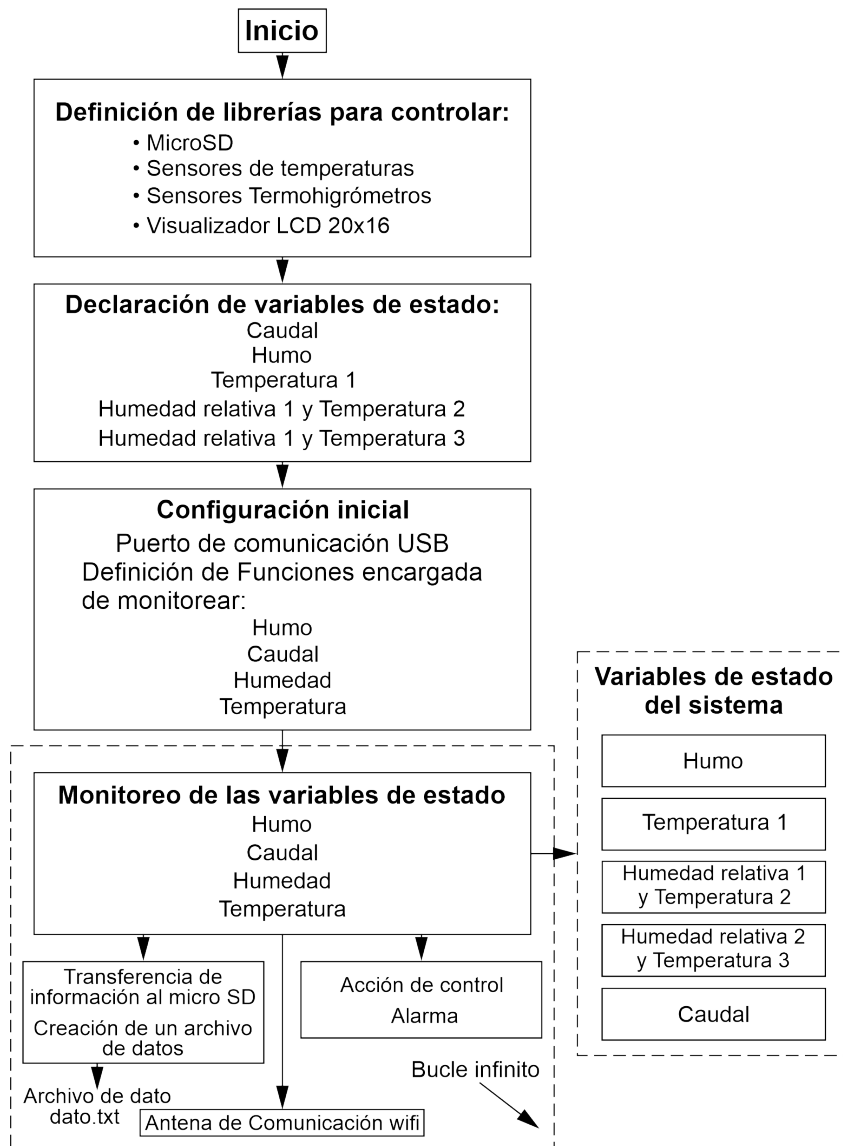 Inicio
Definición de librerías para controlar:
• MicroSD
• Sensores de temperaturas
• Sensores Termohigrómetros
• Visualizador LCD 20x16
Declaración de variables de estado:
Caudal
Humo
Temperatura 1
Humedad relativa 1 y Temperatura 2
Humedad relativa 1 y Temperatura 3
Configuración inicial
Puerto de comunicación USB
Definición de Funciones encargada
de monitorear:
Humo
Caudal
Humedad
Temperatura
Monitoreo de las variables de estado
Humo
Caudal
Humedad
Temperatura
Transferencia de
información al micro SD
Creación de un archivo
de datos
Archivo de dato
dato.txt
Antena de Comunicación wifi
Acción de control
Alarma
Bucle infinito
Variables de estado
del sistema
Humo
Temperatura 1
Humedad relativa 1
y Temperatura 2
Humedad relativa 2
y Temperatura 3
Caudal